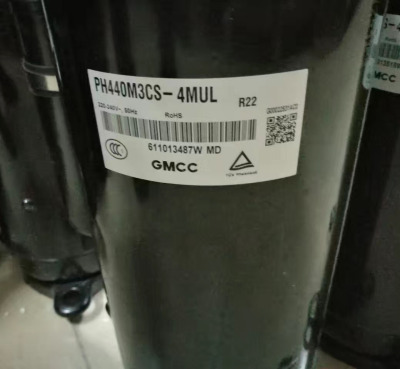 PH440M3CS-4MUL R22
220-240V~, 50Hz RoHS
611013487W MD
GMCC